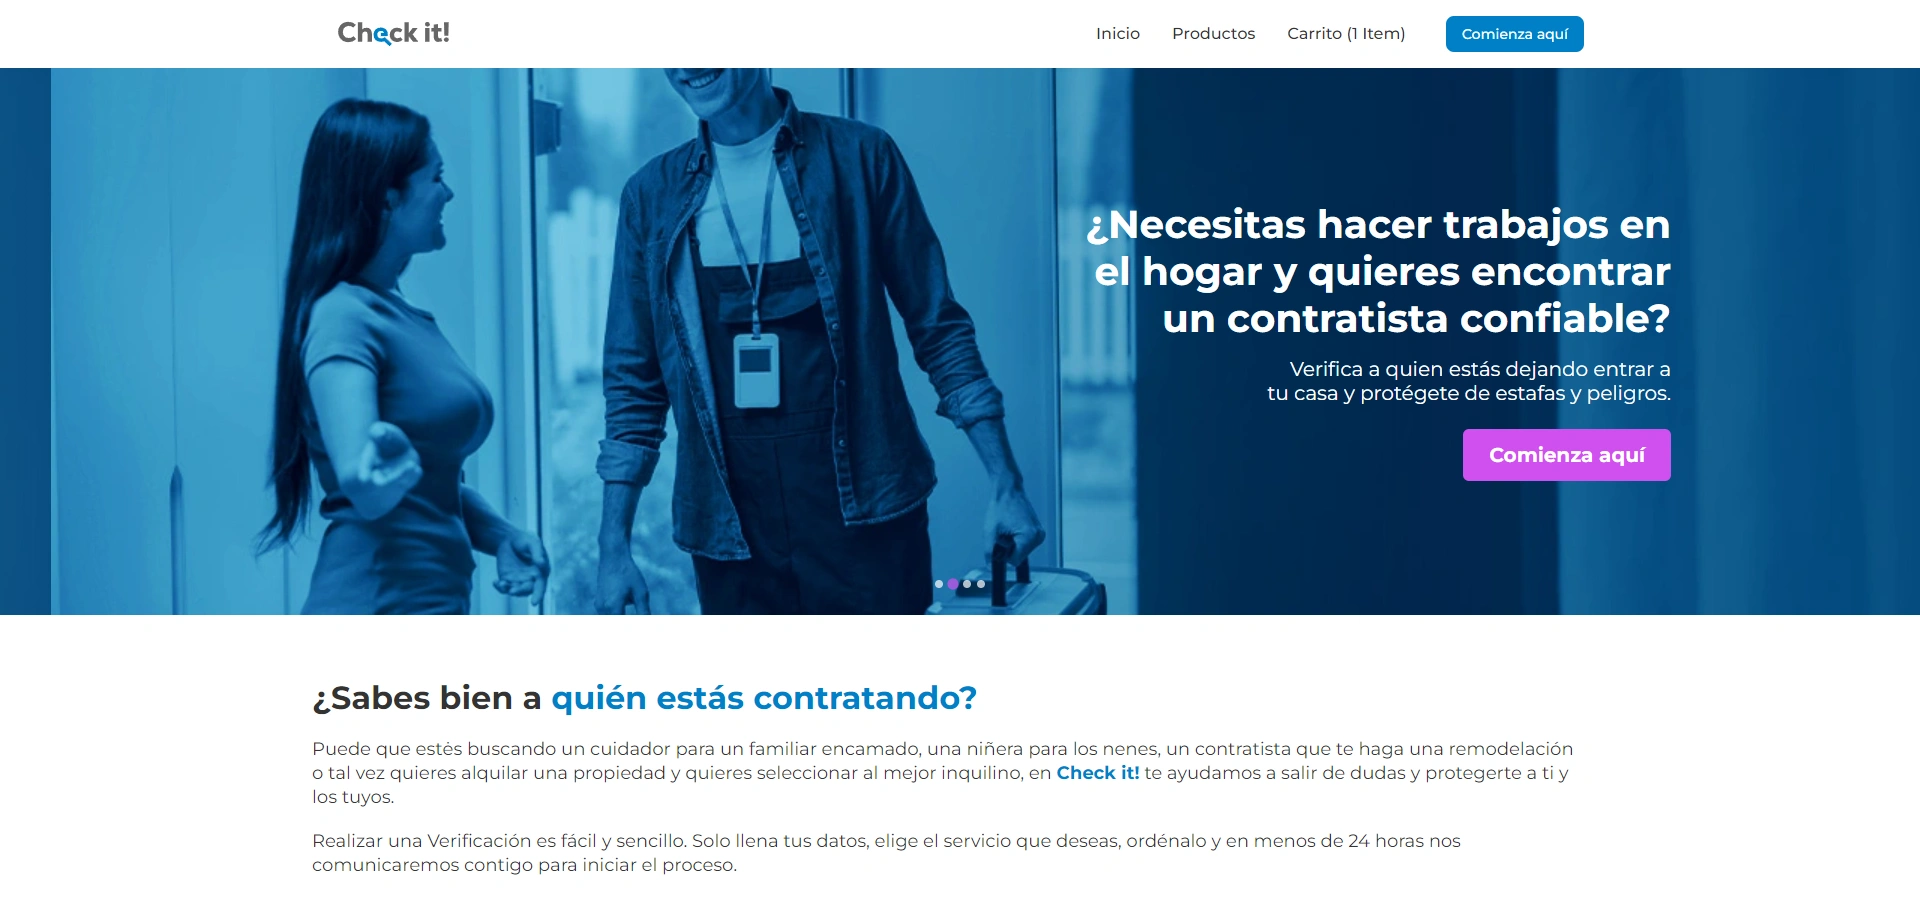 Check it!
Inicio
Productos
Carrito (1 Item)
Comienza aquí
¿Necesitas hacer trabajos en
el hogar y quieres encontrar
un contratista confiable?
Verifica a quien estás dejando entrar a
tu casa y protégete de estafas y peligros.
Comienza aquí
¿Sabes bien a quién estás contratando?
Puede que estés buscando un cuidador para un familiar encamado, una niñera para los nenes, un contratista que te haga una remodelación
o tal vez quieres alquilar una propiedad y quieres seleccionar al mejor inquilino, en Check it! te ayudamos a salir de dudas y protegerte a ti y
los tuyos.
Realizar una Verificación es fácil y sencillo. Solo llena tus datos, elige el servicio que deseas, ordénalo y en menos de 24 horas nos
comunicaremos contigo para iniciar el proceso.